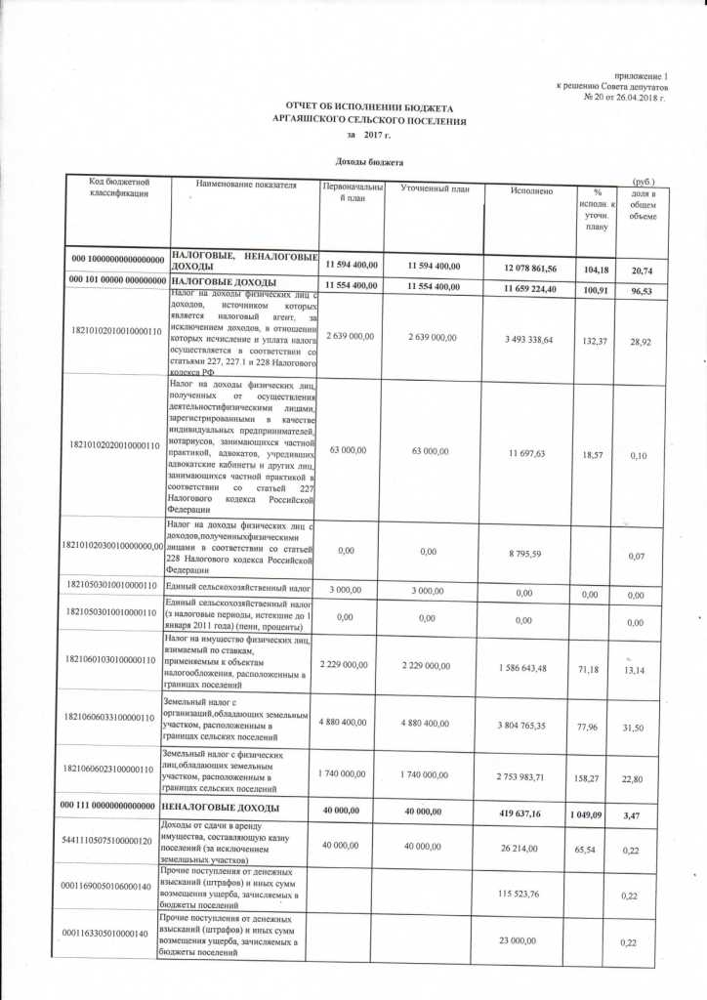 приложение 1
к решению Совета депутатов
№ 20 от 26.04.2018 г.
ОТЧЕТ ОБ ИСПОЛНЕНИИ БЮДЖЕТА
АРГАЯШСКОГО СЕЛЬСКОГО ПОСЕЛЕНИЯ
за 2017 г.
Доходы бюджета
(руб.)
Код бюджетной классификации Наименование показателя Первоначальны й план Уточненный план Исполнено % исполн. к уточн. плану доля в общем объеме
000 10000000000000000 НАЛОГОВЫЕ, НЕНАЛОГОВЫЕ
ДОХОДЫ 11 594 400,00 11 594 400,00 12 078 861,56 104,18 20,74
000 101 00000 000000000 НАЛОГОВЫЕ ДОХОДЫ 11 554 400,00 11 554 400,00 11 659 224,40 100,91 96,53
Налог на доходы физических лиц с
доходов, источником которых
является налоговый агент, за
исключением доходов, в отношении
которых исчисление и уплата налога
осуществляется в соответствии со
статьями 227, 227.1 и 228 Налогового
кодекса РФ
18210102010010000110 2 639 000,00 2 639 000,00 3 493 338,64 132,37 28,92
Налог на доходы физических лиц,
полученных от осуществления
деятельностифизическими лицами,
зарегистрированными в качестве
индивидуальных предпринимателей,
нотариусов, занимающихся частной
практикой, адвокатов, учредивших
адвокатские кабинеты и других лиц,
занимающихся частной практикой в
соответствии со статьей 227
Налогового кодекса Российской
Федерации
18210102020010000110 63 000,00 63 000,00 11 697,63 18,57 0,10
Налог на доходы физических лиц с
доходов,полученныхфизическими
лицами в соответствии со статьей
228 Налогового кодекса Российской
Федерации
18210102030010000000,00 0,00 0,00 8 795,59 0,07
18210503010010000110 Единый сельскохозяйственный налог 3 000,00 3 000,00 0,00 0,00 0,00
Единый сельскохозяйственный налог
(з налоговые периоды, истекшие до 1
января 2011 года) (пени, проценты)
18210503010010000110 0,00 0,00 0,00 0,00
Налог на имущество физических лиц,
взимаемый по ставкам,
применяемым к объектам
налогообложения, расположенным в
границах поселений
18210601030100000110 2 229 000,00 2 229 000,00 1 586 643,48 71,18 13,14
Земельный налог с
организаций,обладающих земельным
участком, расположенным в
границах сельских поселений
18210606033100000110 4 880 400,00 4 880 400,00 3 804 765,35 77,96 31,50
Земельный налог с физических
лиц,обладающих земельным
участком, расположенным в
границах сельских поселений
18210606023100000110 1 740 000,00 1 740 000,00 2 753 983,71 158,27 22,80
000 111 00000000000000 НЕНАЛОГОВЫЕ ДОХОДЫ 40 000,00 40 000,00 419 637,16 1 049,09 3,47
Доходы от сдачи в аренду
имущества, составляющую казну
поселений (за исключением
земелшьных участков)
54411105075100000120 40 000,00 40 000,00 26 214,00 65,54 0,22
Прочие поступления от денежных
взысканий (штрафов) и иных сумм
возмещения ущерба, зачисляемых в
бюджеты поселений
00011690050106000140 115 523,76 0,22
Прочие поступления от денежных
взысканий (штрафов) и иных сумм
возмещения ущерба, зачисляемых в
бюджеты поселений
0001163305010000140 23 000,00 0,22